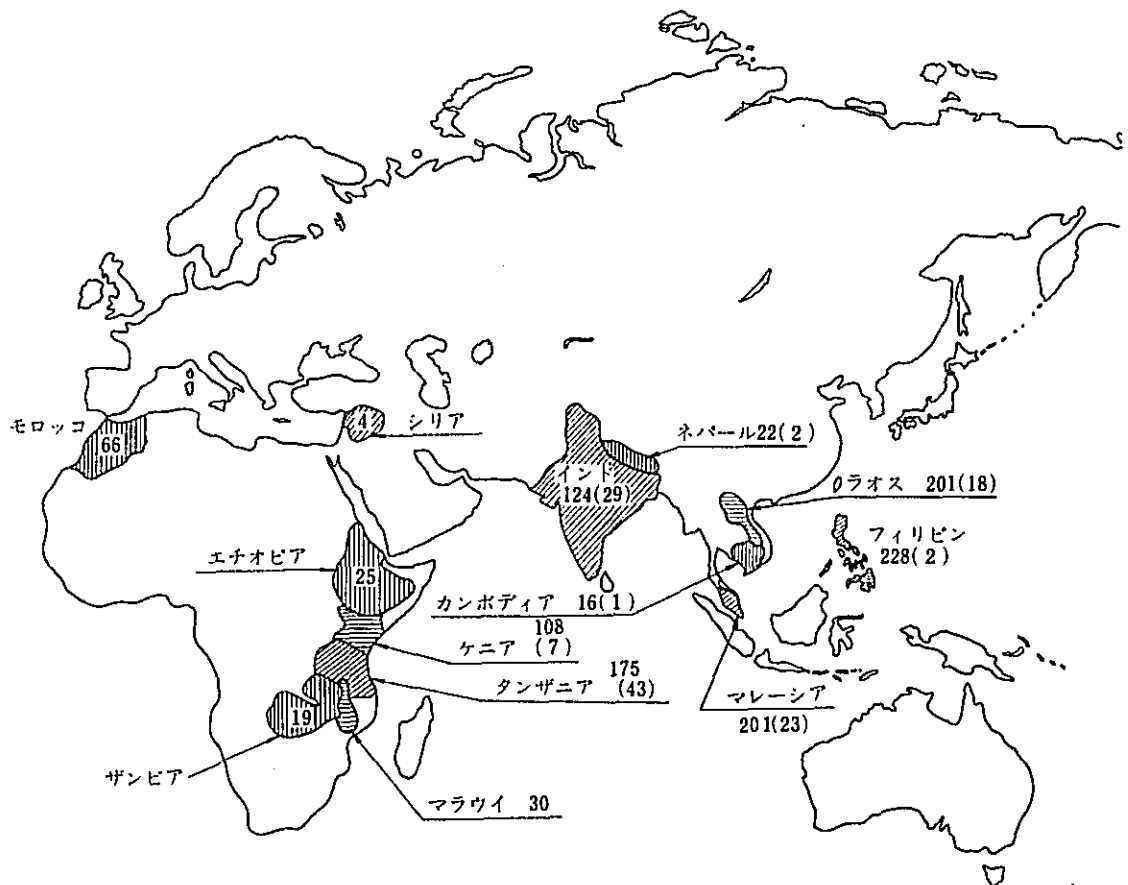 モロッコ
66
4
シリア
ネパール22(2)
インド
124(29)
0ラオス 201(18)
フィリピン
228(2)
エチオピア
25
カンボディア 16(1)
108
ケニア (7)
175
タンザニア (43)
マレーシア
201(23)
19
ザンビア
マラウイ 30